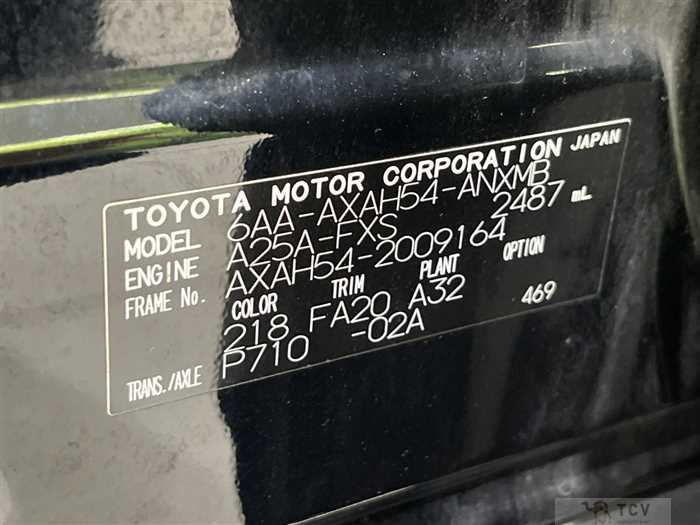 TOYOTA MOTOR CORPORATION JAPAN
MODEL 6AA-AXAH54-ANXMB
ENGINE A25A-FXS 2487 mL
FRAME No. AXAH54-2009164
COLOR TRIM PLANT OPTION
218 FA20 A32 469
TRANS./AXLE P710 -02A
TCV